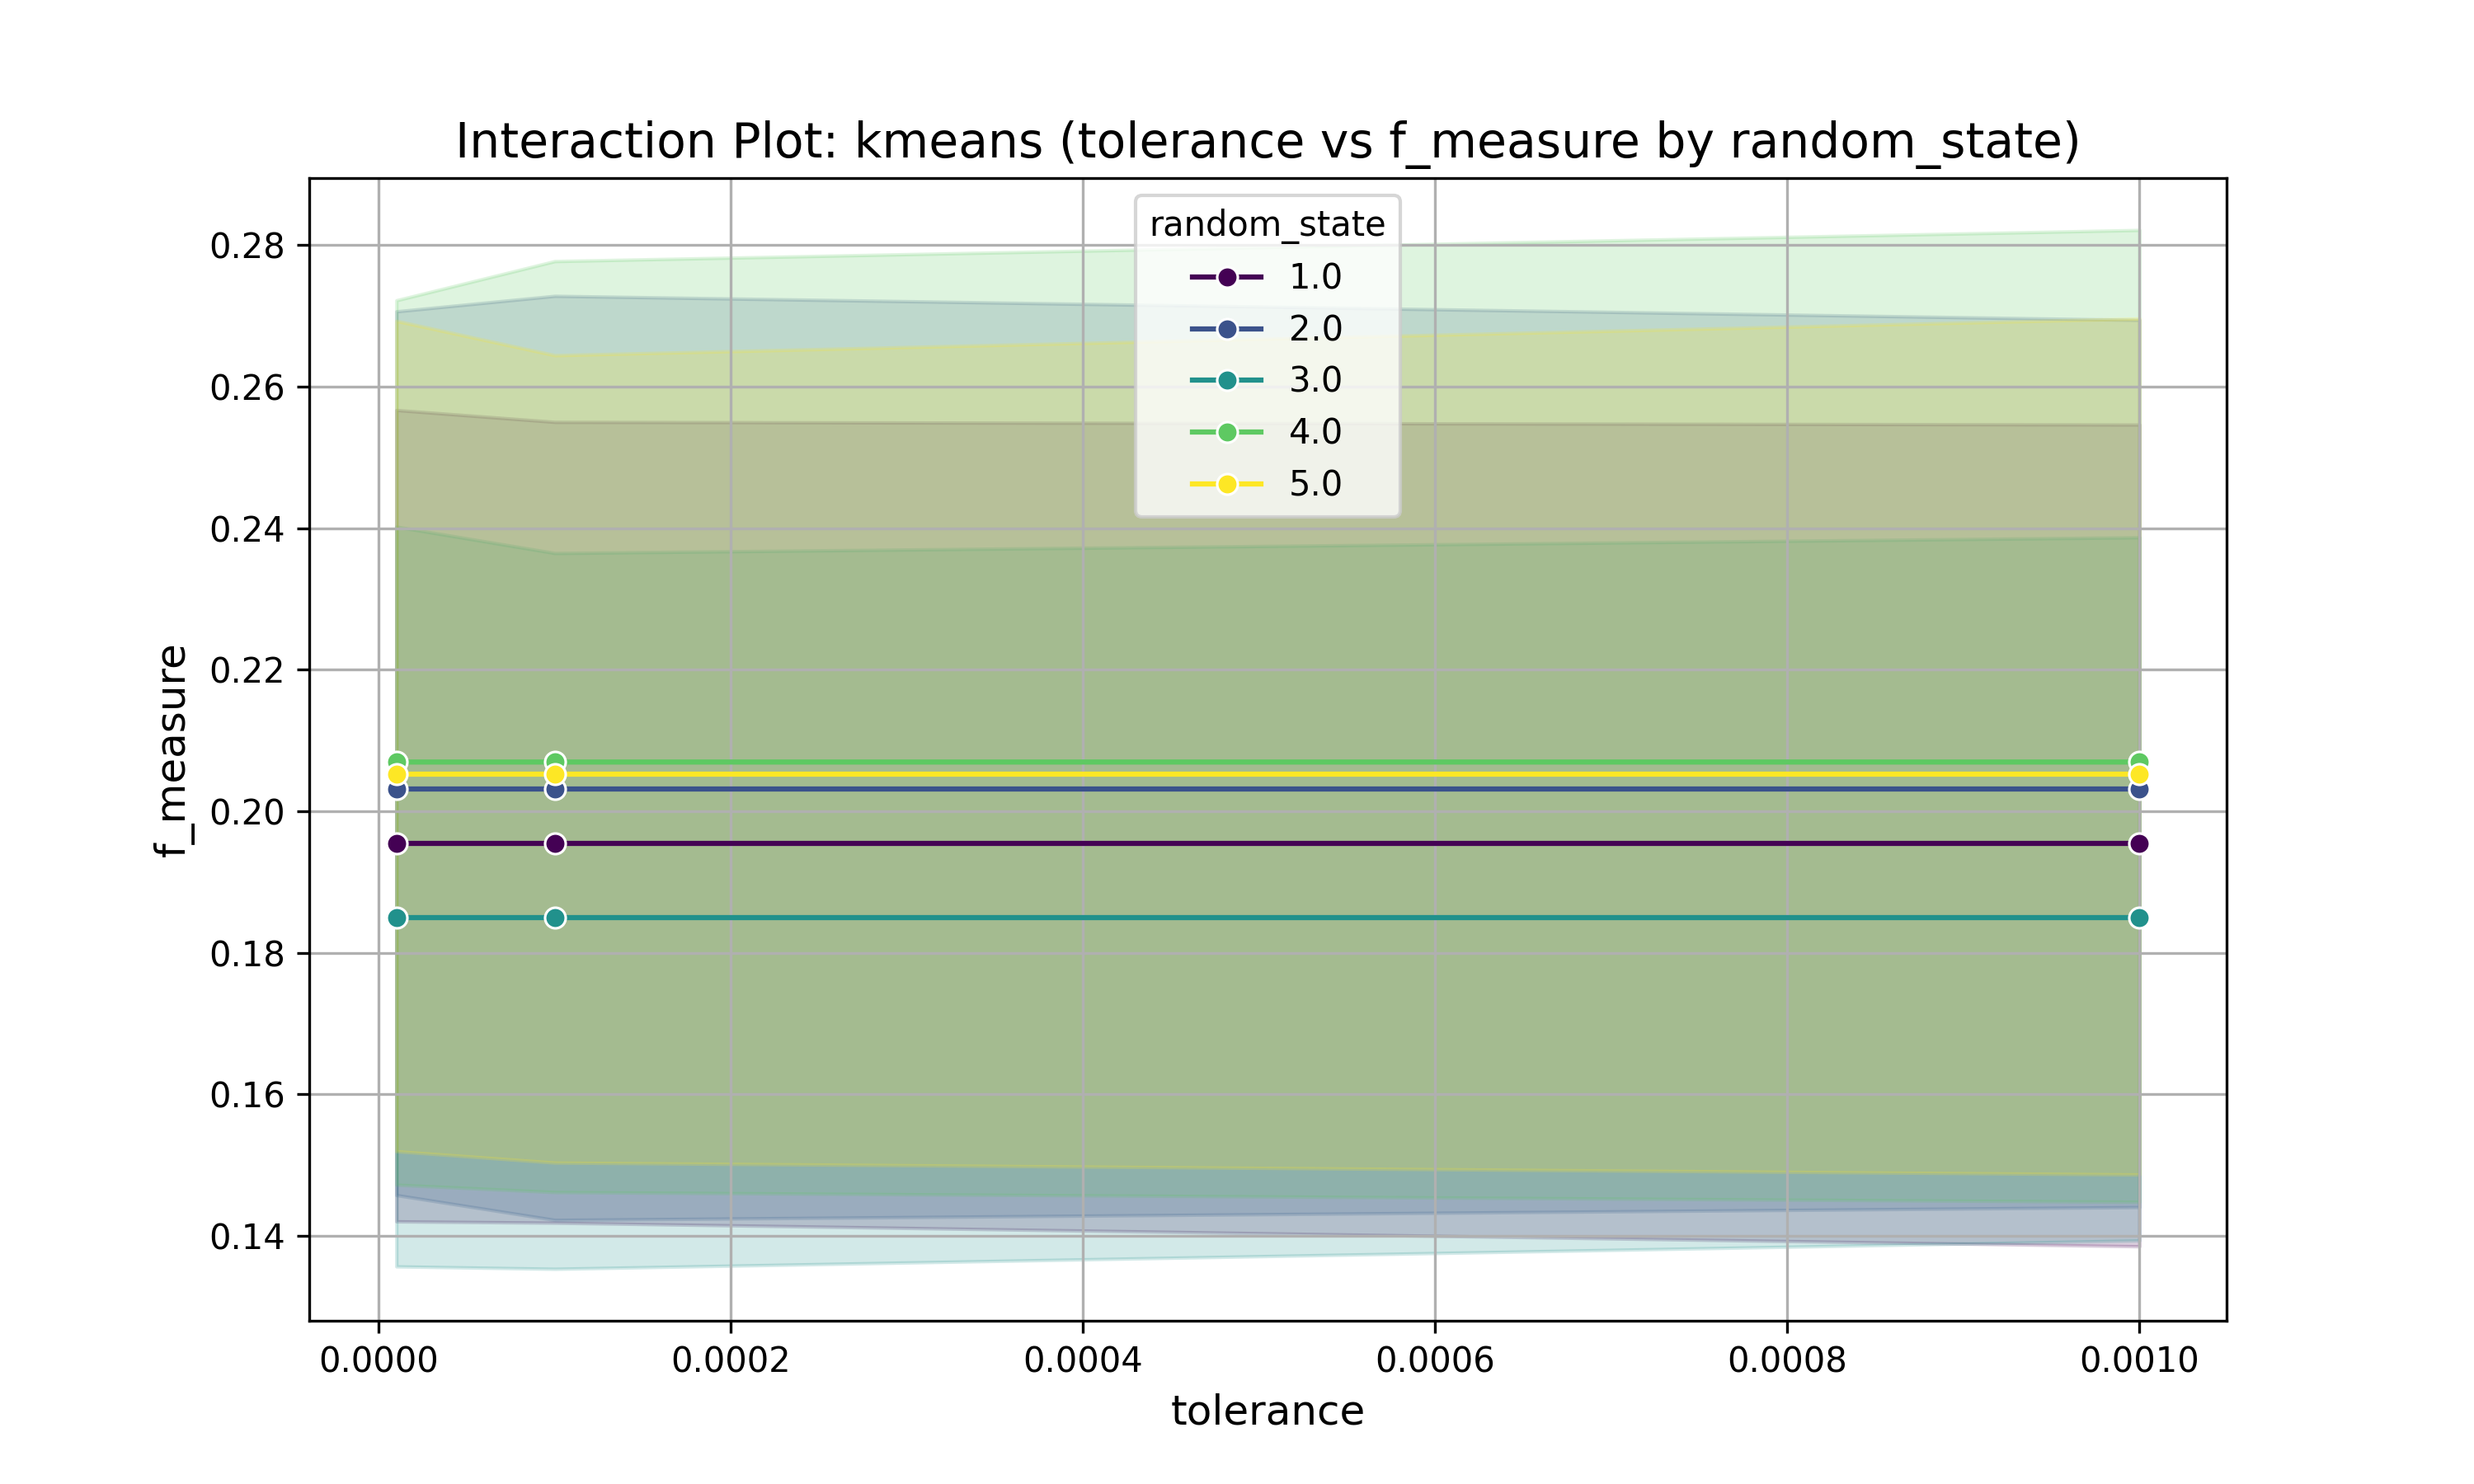 Interaction Plot: kmeans (tolerance vs f_measure by random_state)
random_state
1.0
2.0
3.0
4.0
5.0
f_measure
0.28
0.26
0.24
0.22
0.20
0.18
0.16
0.14
0.0000 0.0002 0.0004 0.0006 0.0008 0.0010
tolerance